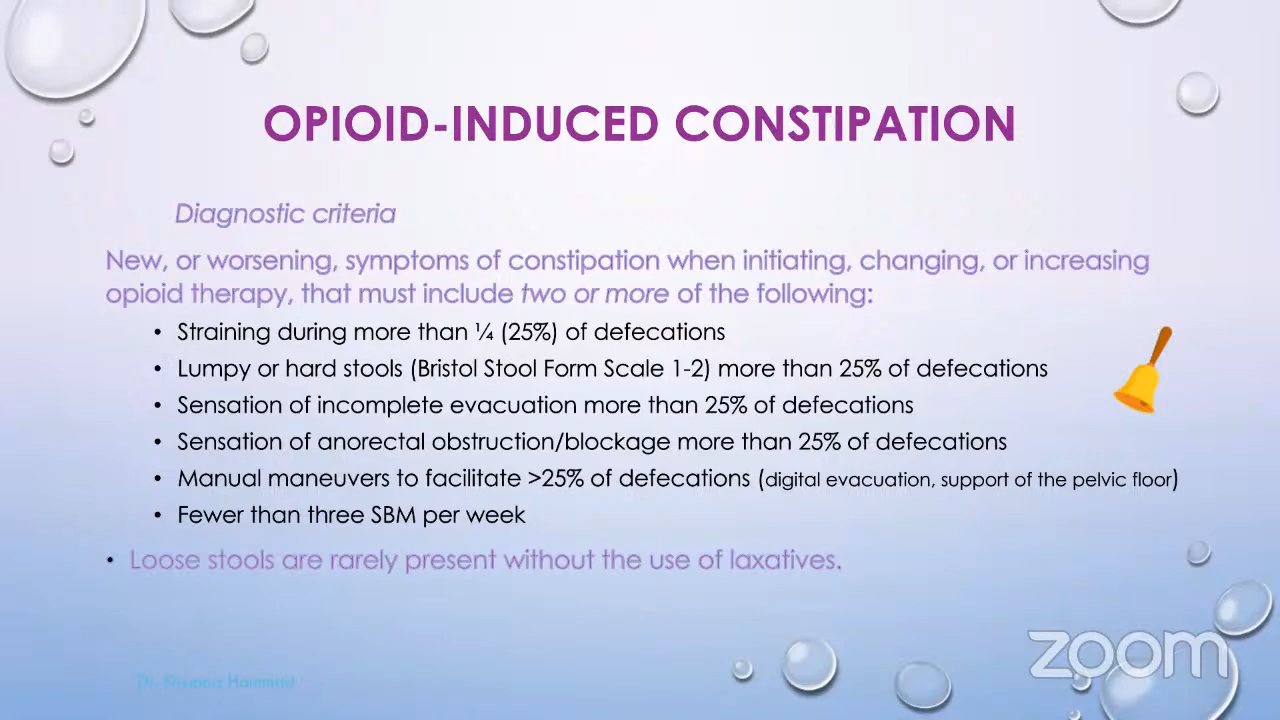 OPIOID-INDUCED CONSTIPATION
Diagnostic criteria
New, or worsening, symptoms of constipation when initiating, changing, or increasing
opioid therapy, that must include two or more of the following:
• Straining during more than ¼ (25%) of defecations
• Lumpy or hard stools (Bristol Stool Form Scale 1-2) more than 25% of defecations
• Sensation of incomplete evacuation more than 25% of defecations
• Sensation of anorectal obstruction/blockage more than 25% of defecations
• Manual maneuvers to facilitate >25% of defecations (digital evacuation, support of the pelvic floor)
• Fewer than three SBM per week
• Loose stools are rarely present without the use of laxatives.
zoom
Dr.